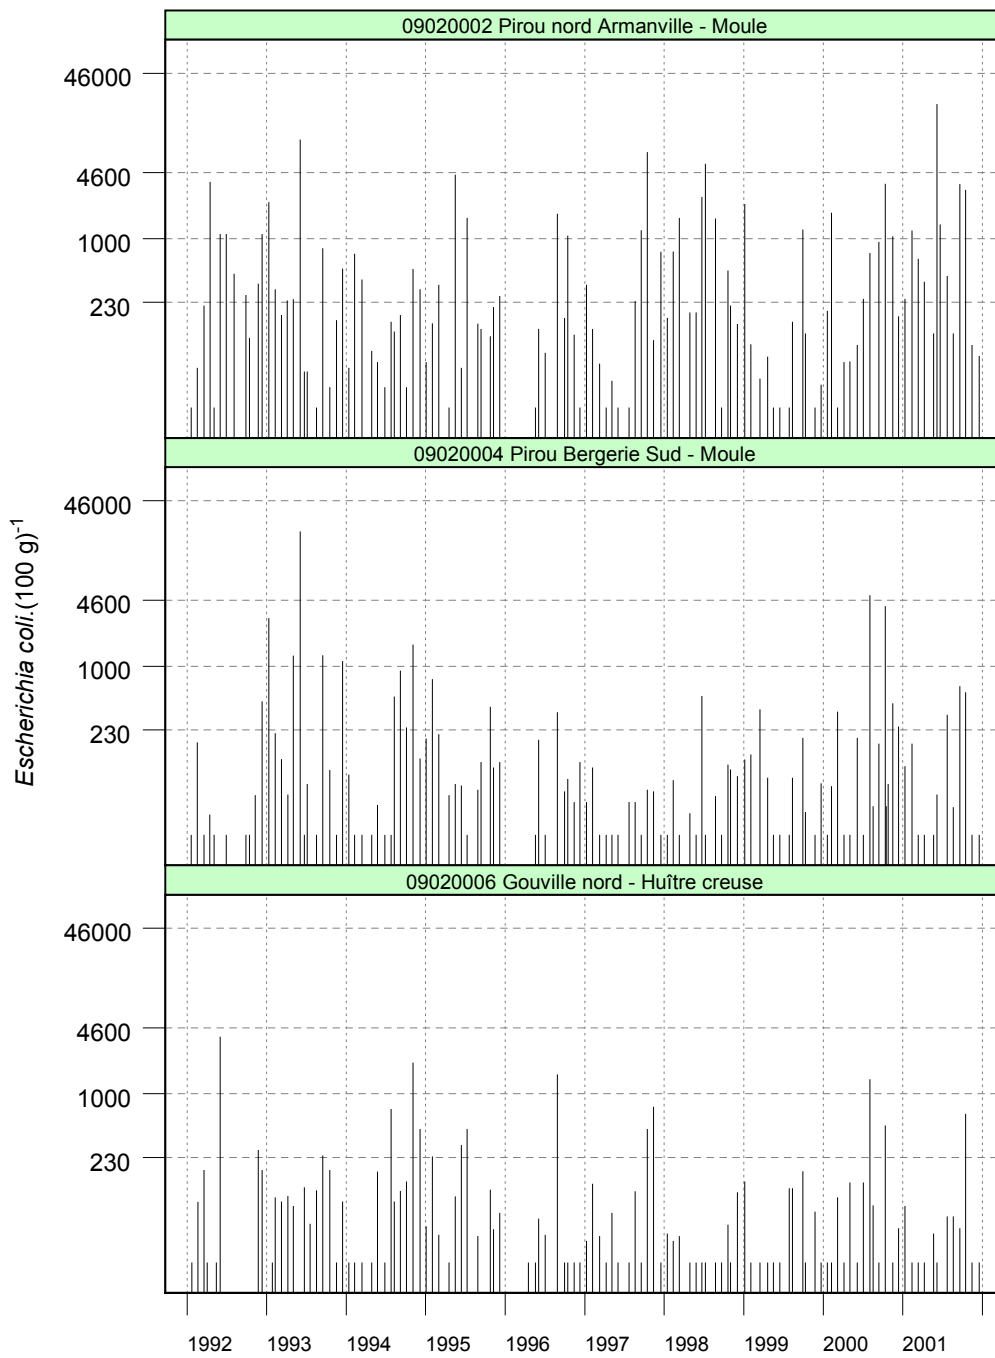 09020002 Pirou nord Armanville - Moule
46000
4600
1000
230
09020004 Pirou Bergerie Sud - Moule
46000
4600
1000
230
Escherichia coli.(100 g)⁻¹
09020006 Gouville nord - Huître creuse
46000
4600
1000
230
1992 1993 1994 1995 1996 1997 1998 1999 2000 2001